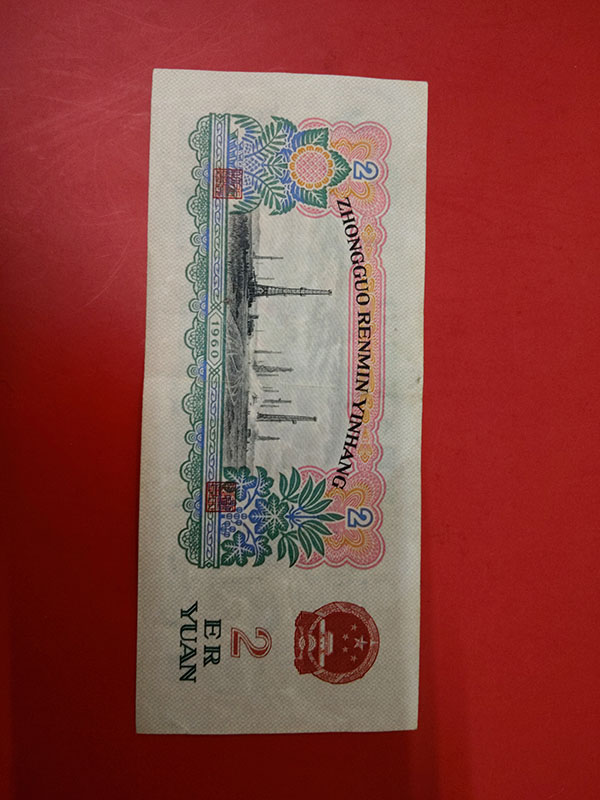 ZHONGGUO RENMIN YINHANG
2
2
1960
2
ER
YUAN